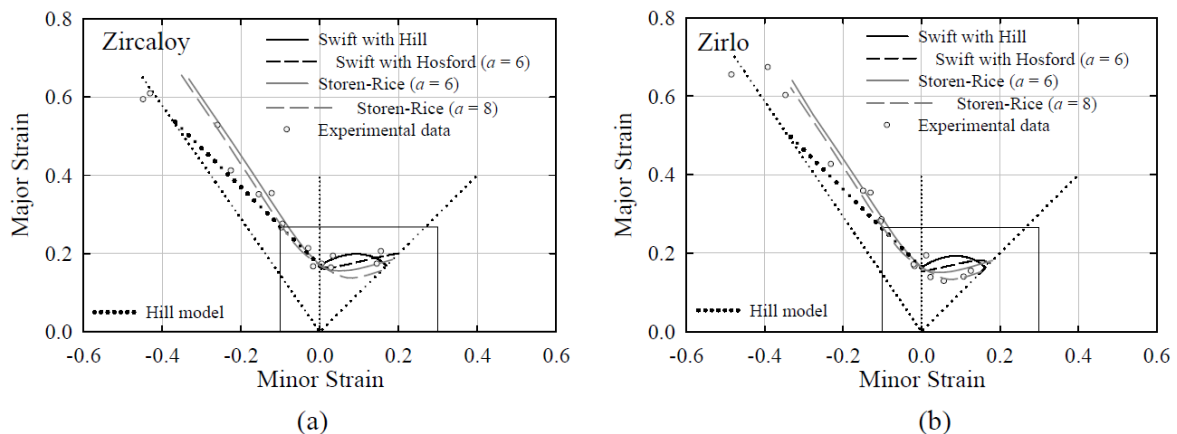 Zircaloy
Swift with Hill
Swift with Hosford (a = 6)
Storen-Rice (a = 6)
Storen-Rice (a = 8)
Experimental data
Hill model
Major Strain
0.8
0.6
0.4
0.2
0.0
-0.6 -0.4 -0.2 0.0 0.2 0.4 0.6
Minor Strain
(a)
Zirlo
Swift with Hill
Swift with Hosford (a = 6)
Storen-Rice (a = 6)
Storen-Rice (a = 8)
Experimental data
Hill model
Major Strain
0.8
0.6
0.4
0.2
0.0
-0.6 -0.4 -0.2 0.0 0.2 0.4 0.6
Minor Strain
(b)